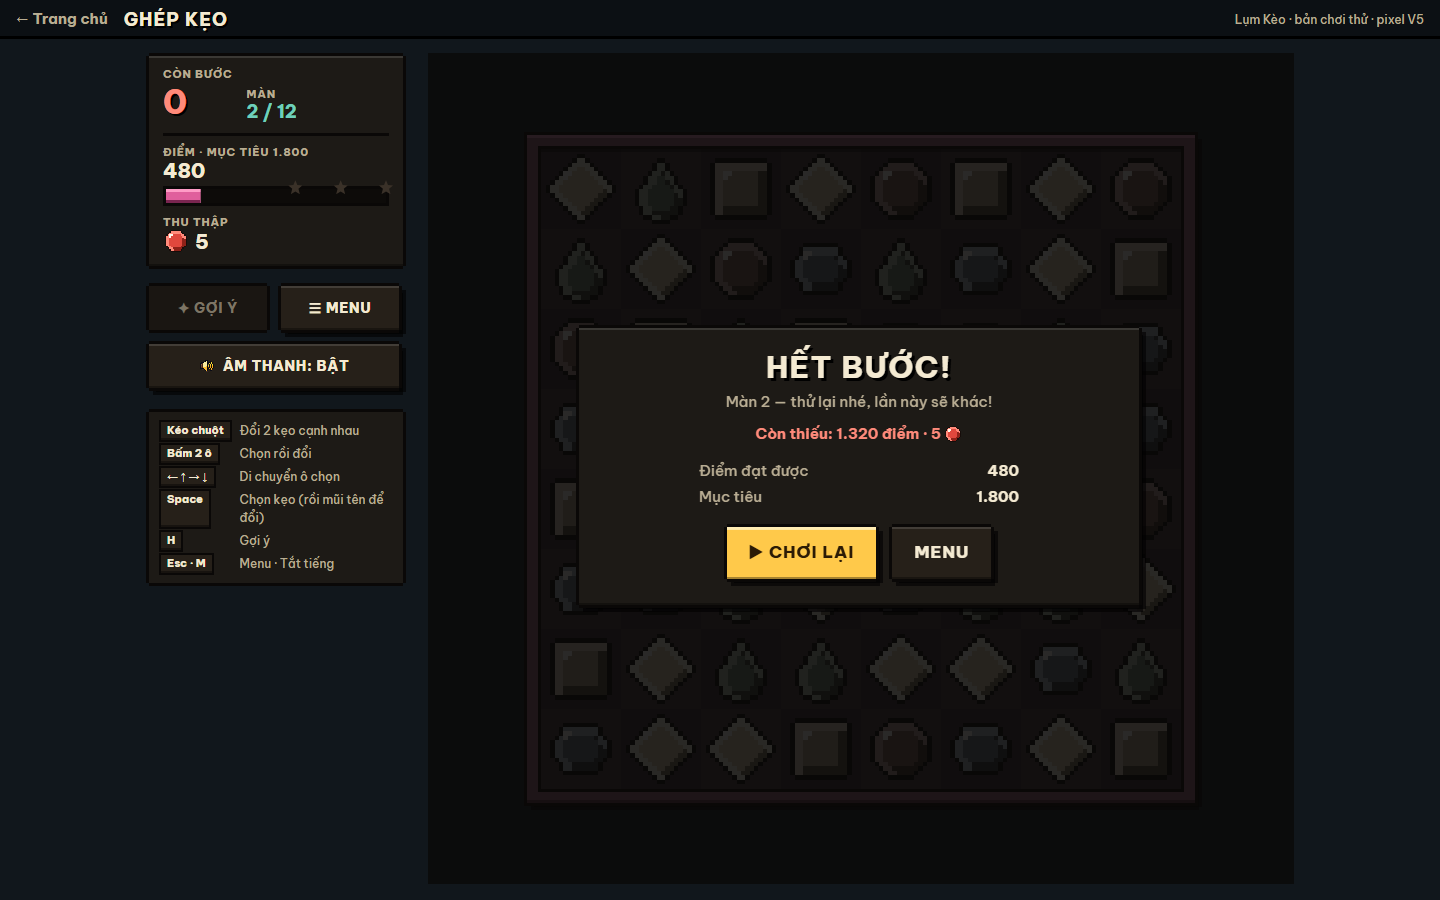 ← Trang chủ GHÉP KẸO
Lụm Kèo · bản chơi thử · pixel V5
CÒN BƯỚC
0
MÀN
2 / 12
ĐIỂM · MỤC TIÊU 1.800
480
THU THẬP
5
✦ GỢI Ý
☰ MENU
ÂM THANH: BẬT
Kéo chuột Đổi 2 kẹo cạnh nhau
Bấm 2 ô Chọn rồi đổi
←↑→↓ Di chuyển ô chọn
Space Chọn kẹo (rồi mũi tên để
đổi)
H Gợi ý
Esc · M Menu · Tắt tiếng
HẾT BƯỚC!
Màn 2 — thử lại nhé, lần này sẽ khác!
Còn thiếu: 1.320 điểm · 5
Điểm đạt được 480
Mục tiêu 1.800
▶ CHƠI LẠI
MENU